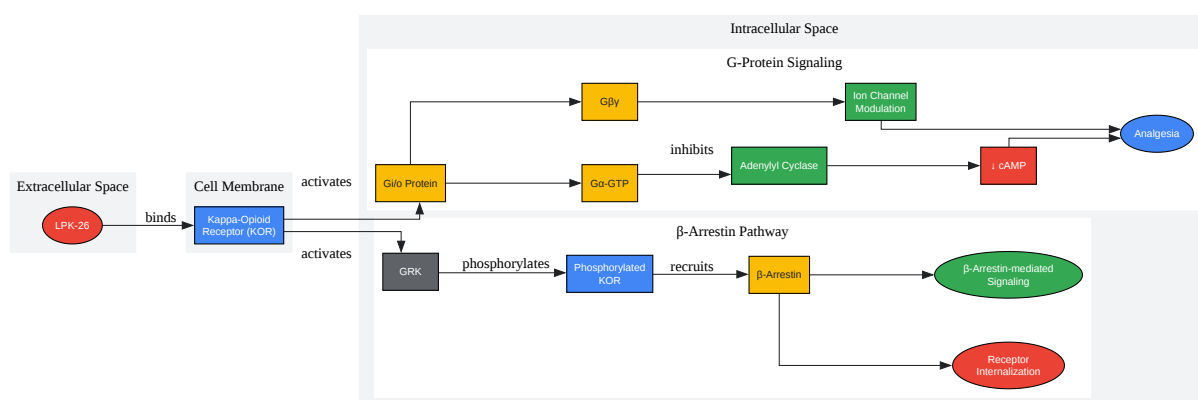 Intracellular Space
G-Protein Signaling
Gβγ
Ion Channel
Modulation
Analgesia
inhibits
Adenylyl Cyclase
↓ cAMP
activates
Gi/o Protein
Gα-GTP
Extracellular Space
LPK-26
binds
Cell Membrane
Kappa-Opioid
Receptor (KOR)
activates
β-Arrestin Pathway
GRK
phosphorylates
Phosphorylated
KOR
recruits
β-Arrestin
β-Arrestin-mediated
Signaling
Receptor
Internalization